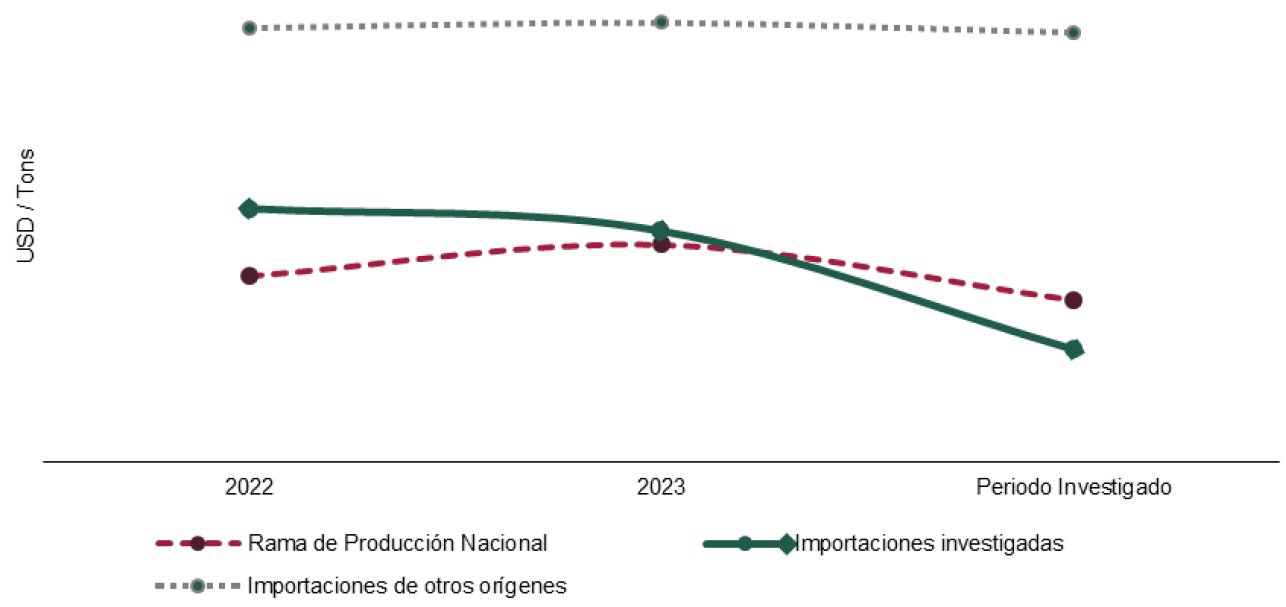 USD / Tons
2022
2023
Periodo Investigado
Rama de Producción Nacional
Importaciones investigadas
Importaciones de otros orígenes